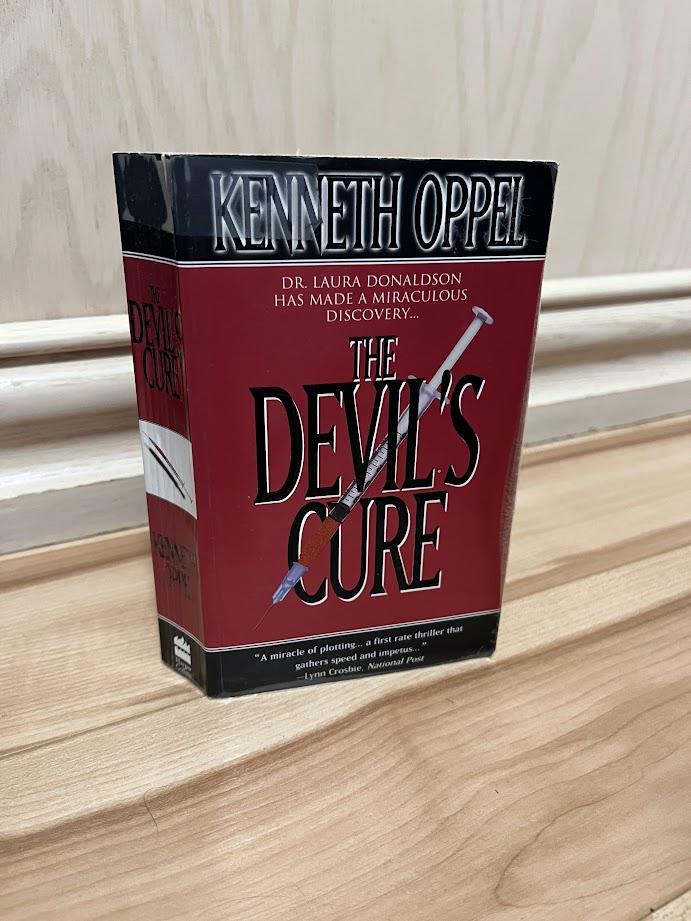 KENNETH OPPEL
DR. LAURA DONALDSON
HAS MADE A MIRACULOUS
DISCOVERY...
THE
DEVIL'S
CURE
“A miracle of plotting... a first rate thriller that
gathers speed and impetus...”
—Lynn Crosbie, National Post
THE
DEVIL'S
CURE
KENNETH
OPPEL